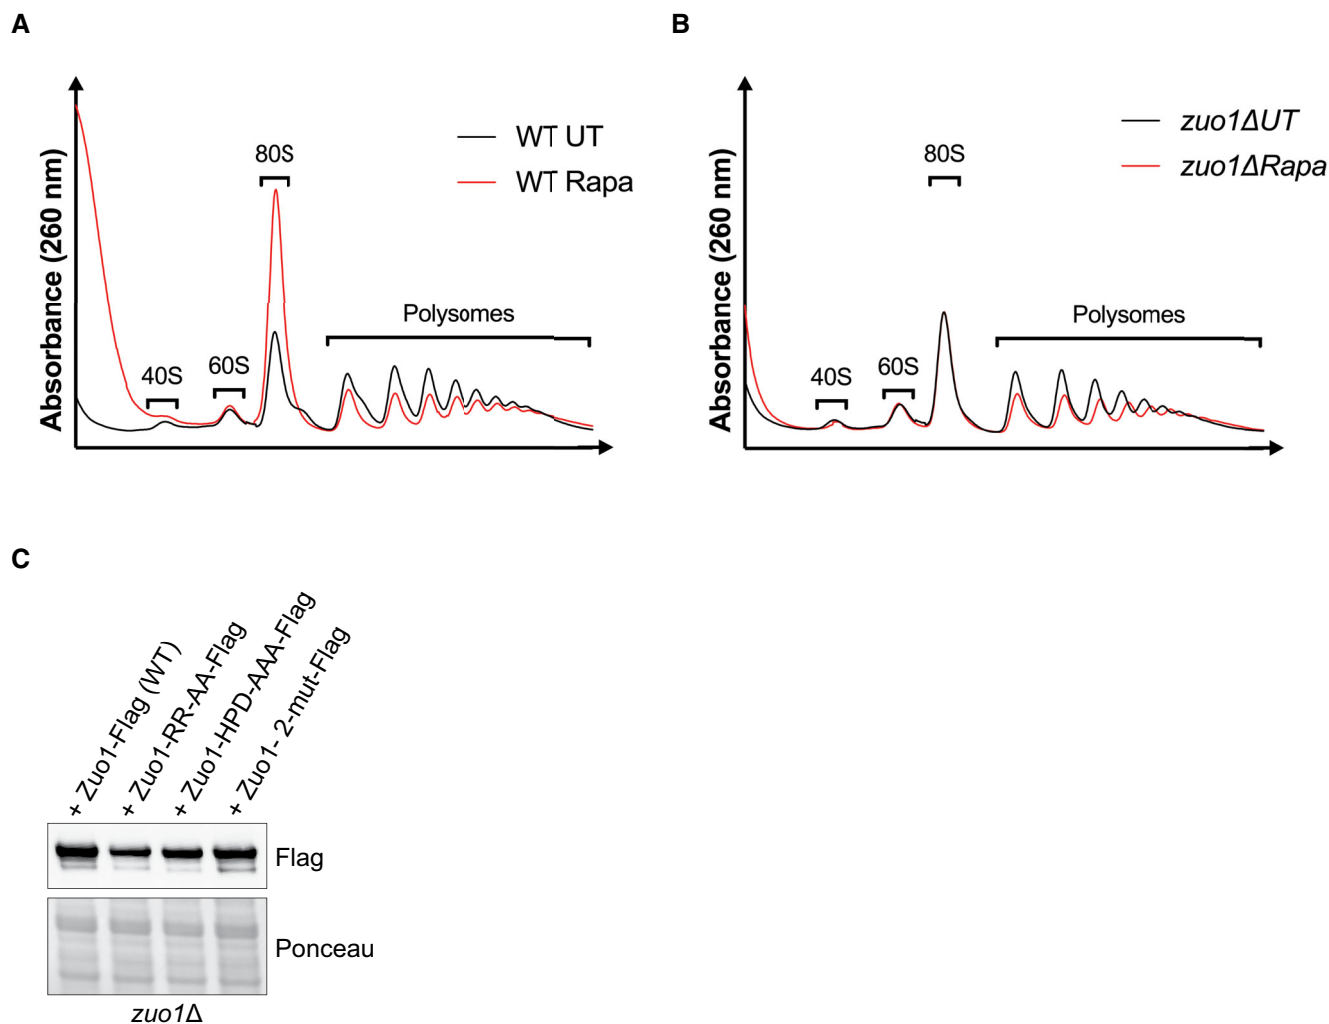 A
Absorbance (260 nm)
40S
60S
80S
Polysomes
WT UT
WT Rapa
B
Absorbance (260 nm)
40S
60S
80S
Polysomes
zuo1ΔUT
zuo1ΔRapa
C
+ Zuo1-Flag (WT)
+ Zuo1-RR-AA-Flag
+ Zuo1-HPD-AAA-Flag
+ Zuo1- 2-mut-Flag
Flag
Ponceau
zuo1Δ